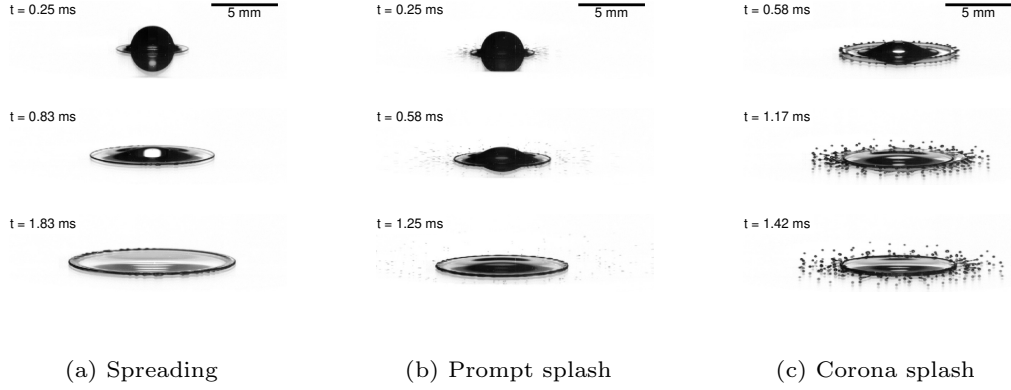 t = 0.25 ms
5 mm
t = 0.83 ms
t = 1.83 ms
(a) Spreading
t = 0.25 ms
5 mm
t = 0.58 ms
t = 1.25 ms
(b) Prompt splash
t = 0.58 ms
5 mm
t = 1.17 ms
t = 1.42 ms
(c) Corona splash